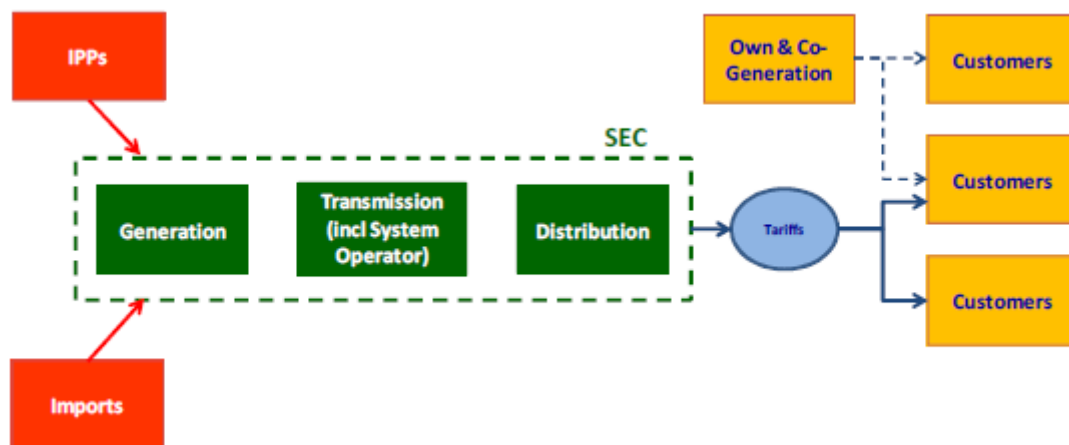 IPPs
Own & Co-
Generation
Customers
SEC
Customers
Generation
Transmission
(incl System
Operator)
Distribution
Tariffs
Customers
Imports